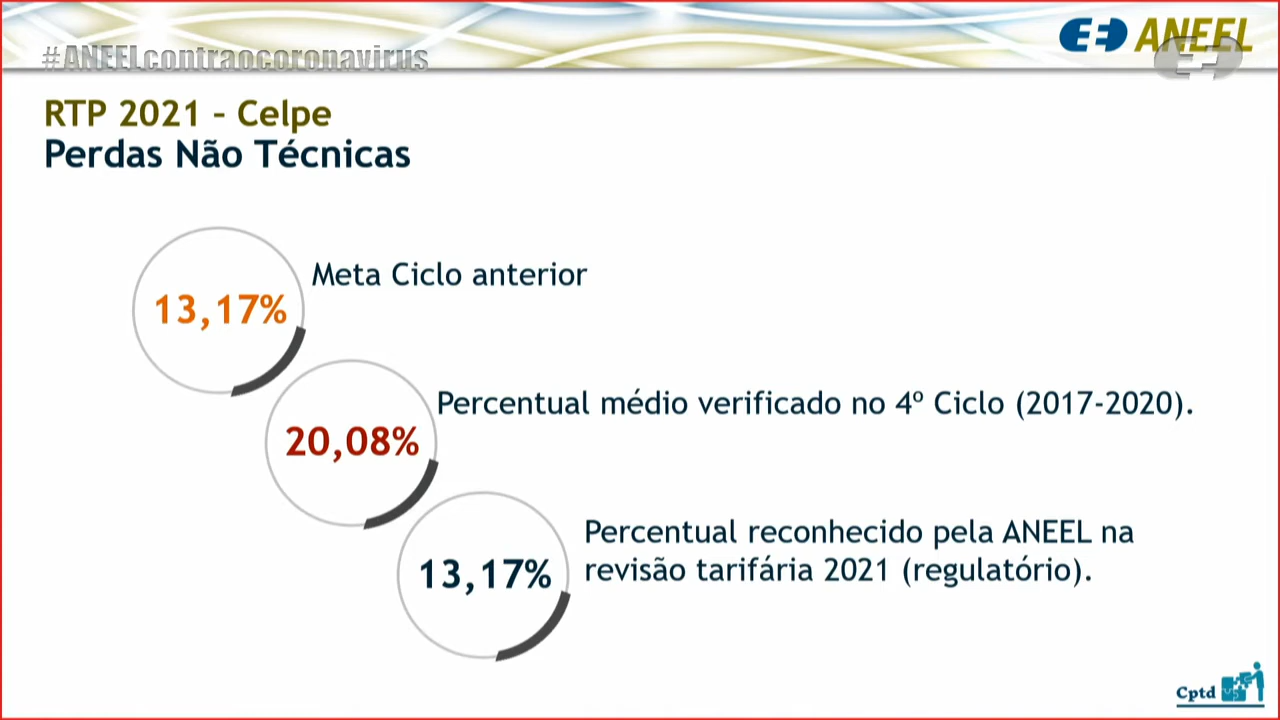 #ANEELcontraocoronavirus
ANEEL
RTP 2021 – Celpe
Perdas Não Técnicas
13,17%
Meta Ciclo anterior
20,08%
Percentual médio verificado no 4º Ciclo (2017-2020).
13,17%
Percentual reconhecido pela ANEEL na
revisão tarifária 2021 (regulatório).
Cptd